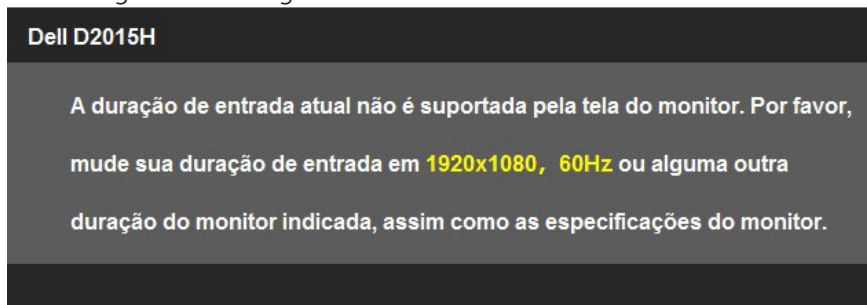 Dell D2015H
A duração de entrada atual não é suportada pela tela do monitor. Por favor,
mude sua duração de entrada em 1920x1080, 60Hz ou alguma outra
duração do monitor indicada, assim como as especificações do monitor.